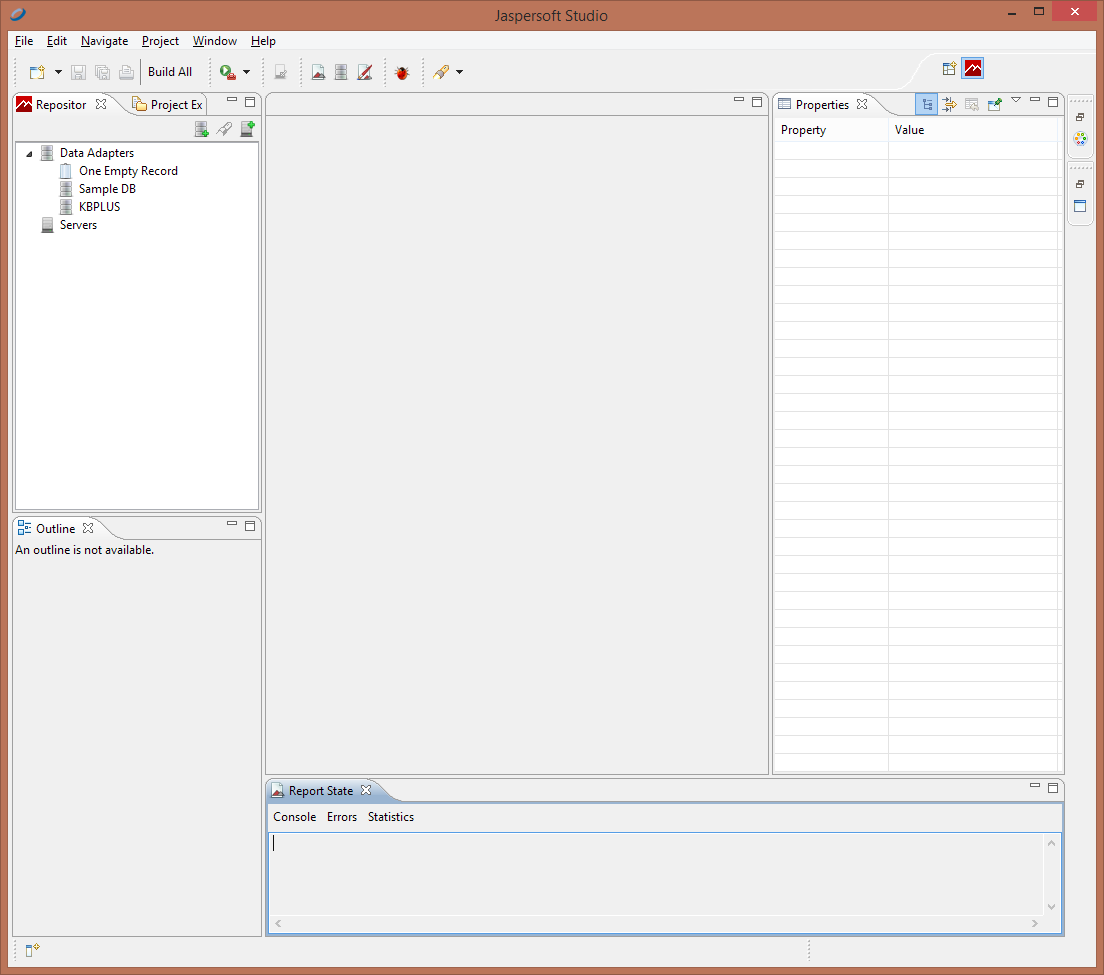 Jaspersoft Studio
File Edit Navigate Project Window Help
Build All
Repositor Project Ex
Data Adapters
One Empty Record
Sample DB
KBPLUS
Servers
Outline
An outline is not available.
Properties
Property Value
Report State
Console Errors Statistics